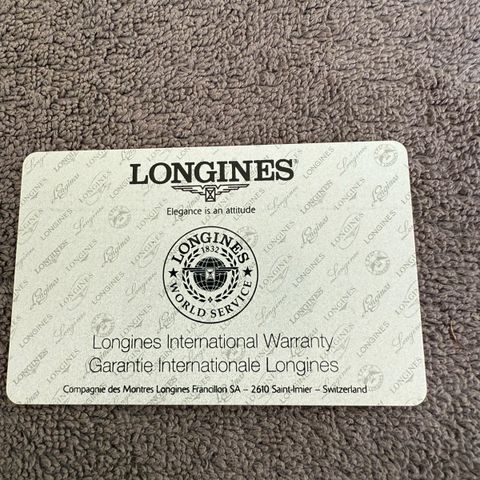 LONGINES
Elegance is an attitude
LONGINES
1832
WORLD SERVICE
Longines International Warranty
Garantie Internationale Longines
Compagnie des Montres Longines Francillon SA – 2610 Saint-Imier – Switzerland